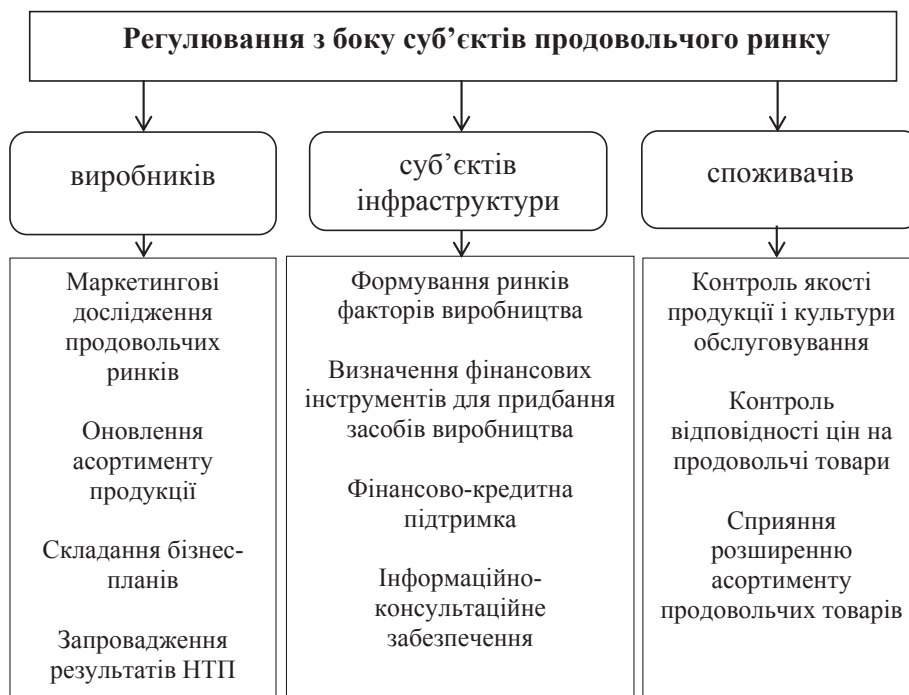 Регулювання з боку суб’єктів продовольчого ринку
виробників
суб’єктів
інфраструктури
споживачів
Маркетингові
дослідження
продовольчих
ринків
Оновлення
асортименту
продукції
Складання бізнес-
планів
Запровадження
результатів НТП
Формування ринків
факторів виробництва
Визначення фінансових
інструментів для придбання
засобів виробництва
Фінансово-кредитна
підтримка
Інформаційно-
консультаційне
забезпечення
Контроль якості
продукції і культури
обслуговування
Контроль
відповідності цін на
продовольчі товари
Сприяння
розширенню
асортименту
продовольчих товарів